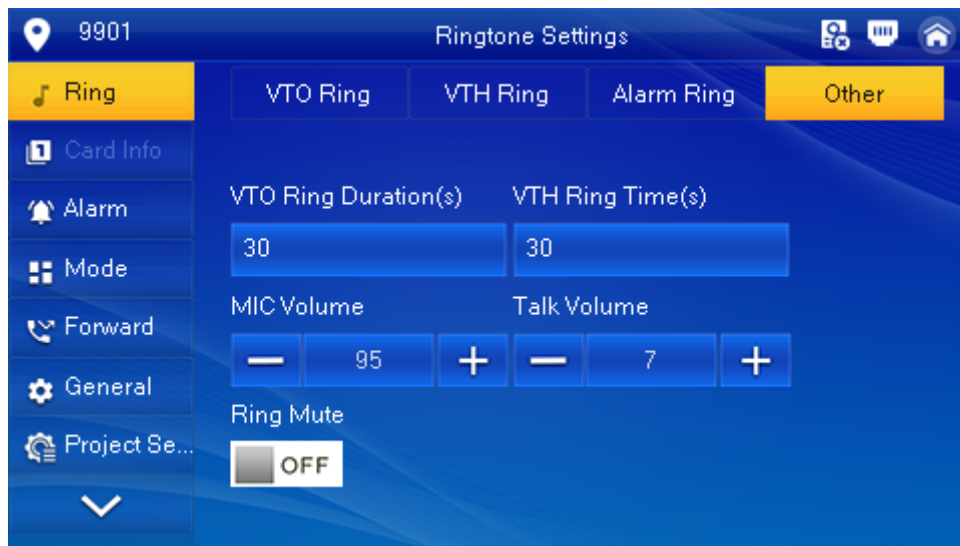 9901
Ringtone Settings
Ring
VTO Ring
VTH Ring
Alarm Ring
Other
1 Card Info
Alarm
Mode
Forward
General
Project Se...
VTO Ring Duration(s)
VTH Ring Time(s)
30
30
MIC Volume
Talk Volume
95
7
Ring Mute
OFF